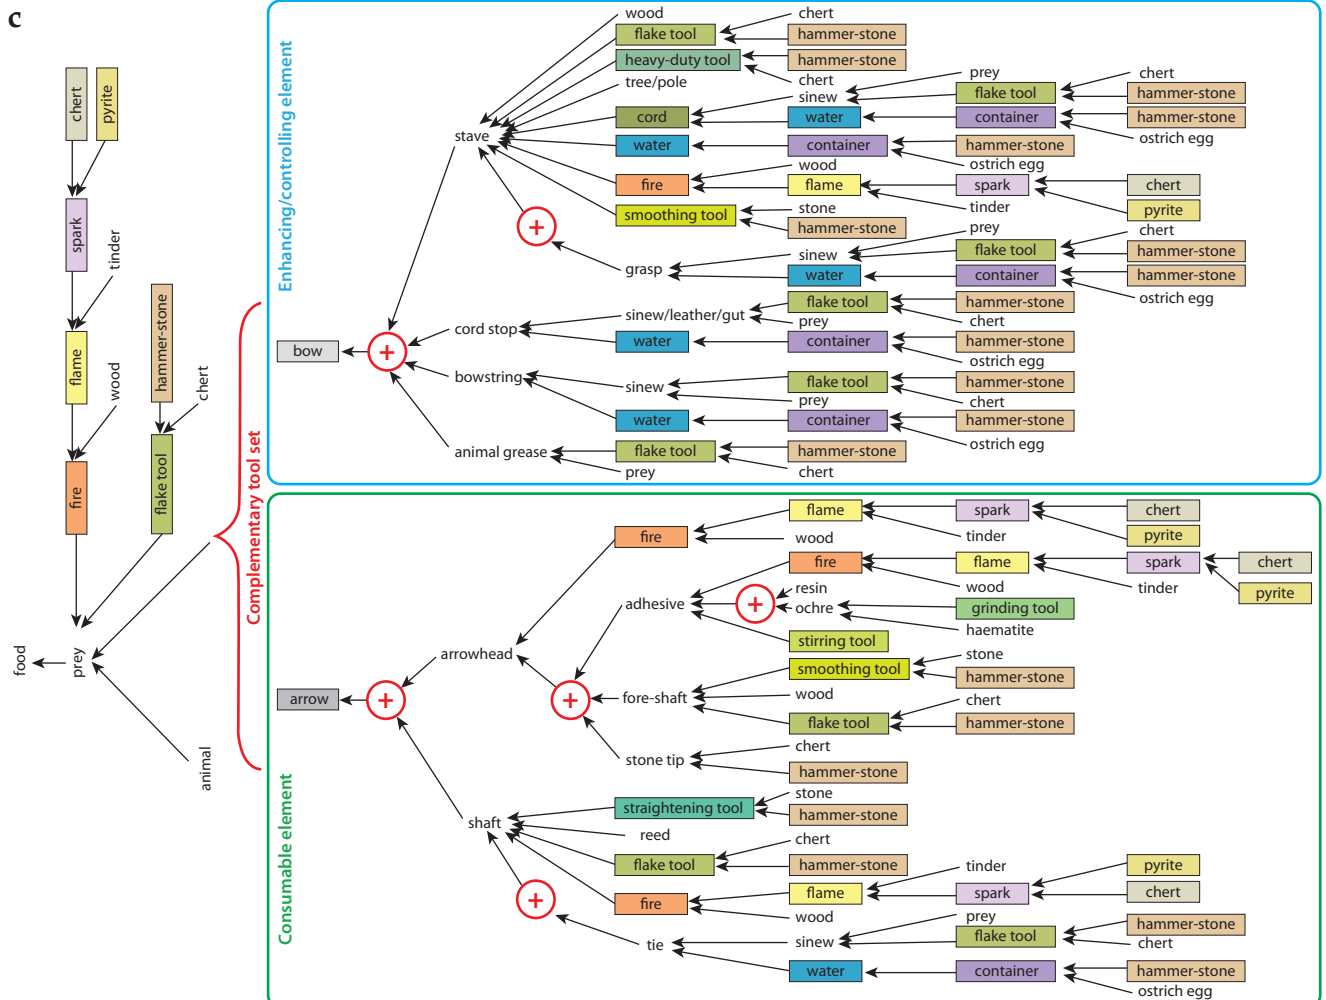 c
chert
pyrite
spark
tinder
flame
wood
hammer-stone
chert
fire
flake tool
food
prey
animal
Complementary tool set
Enhancing/controlling element
bow
stave
wood
flake tool
chert
hammer-stone
heavy-duty tool
hammer-stone
chert
tree/pole
cord
sinew
prey
flake tool
chert
hammer-stone
water
container
hammer-stone
ostrich egg
water
container
hammer-stone
ostrich egg
fire
wood
flame
spark
chert
pyrite
tinder
smoothing tool
stone
hammer-stone
+
grasp
sinew
prey
flake tool
chert
hammer-stone
water
container
hammer-stone
ostrich egg
+
cord stop
sinew/leather/gut
flake tool
hammer-stone
chert
prey
water
container
hammer-stone
ostrich egg
bowstring
sinew
flake tool
hammer-stone
chert
prey
water
container
hammer-stone
ostrich egg
animal grease
flake tool
hammer-stone
chert
prey
Consumable element
arrow
+
arrowhead
fire
flame
spark
chert
pyrite
tinder
wood
+
adhesive
fire
flame
spark
chert
pyrite
tinder
wood
+
resin
ochre
grinding tool
haematite
stirring tool
fore-shaft
smoothing tool
stone
hammer-stone
wood
flake tool
chert
hammer-stone
stone tip
chert
hammer-stone
shaft
straightening tool
stone
hammer-stone
reed
flake tool
chert
hammer-stone
fire
flame
tinder
spark
pyrite
chert
wood
+
tie
sinew
prey
flake tool
hammer-stone
chert
water
container
hammer-stone
ostrich egg